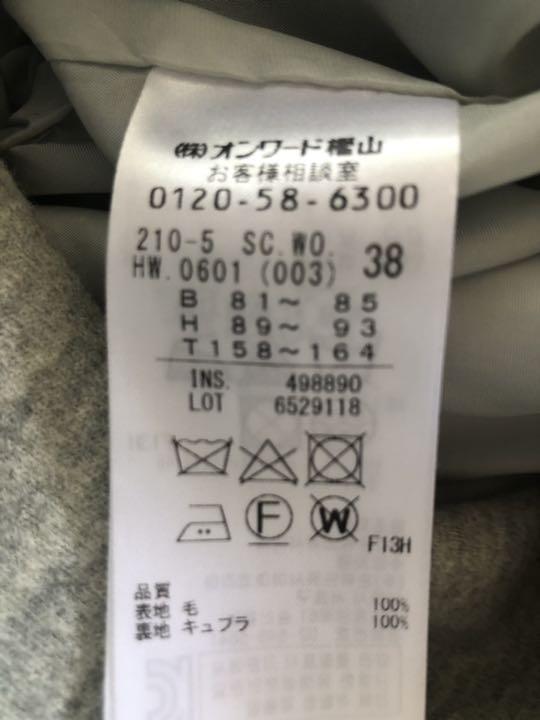 (株)オンワード樫山
お客様相談室
0120-58-6300
210-5 SC.WO.
HW.0601 (003) 38
B 81～ 85
H 89～ 93
T158～164
INS. 498890
LOT 6529118
F W
F13H
品質
表地 毛 100%
裏地 キュプラ 100%